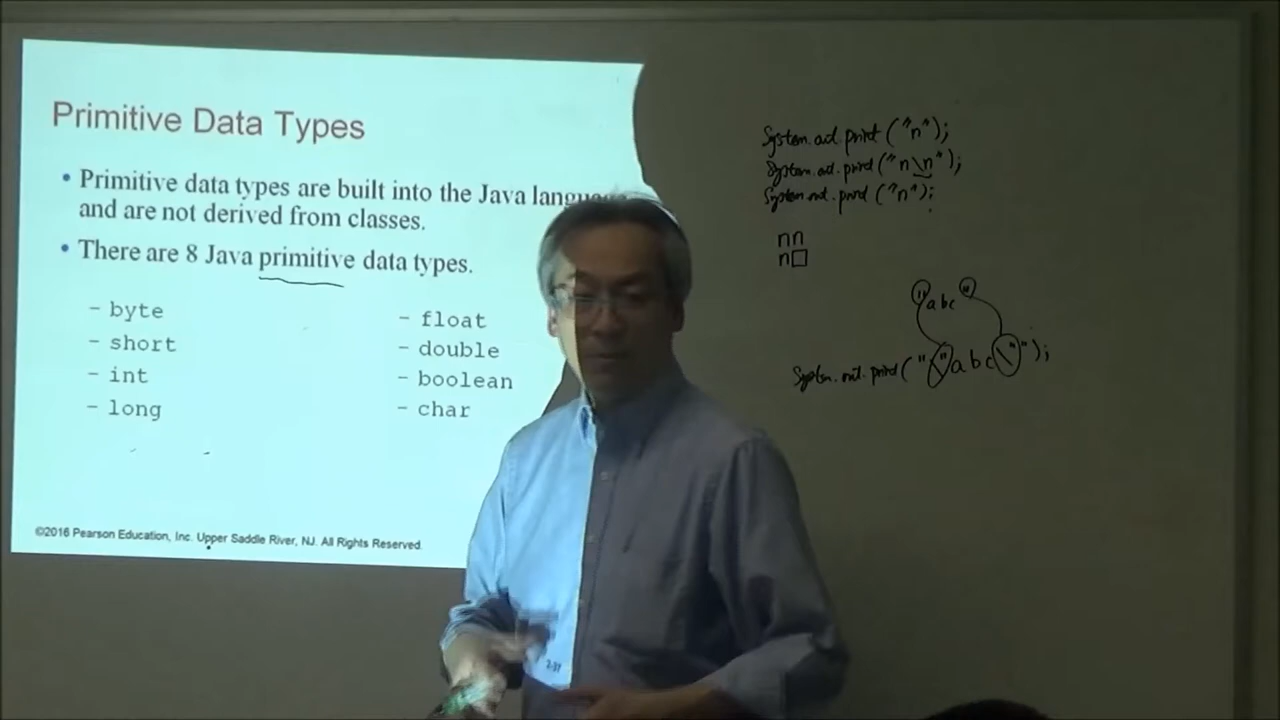 Primitive Data Types
• Primitive data types are built into the Java
and are not derived from classes.
• There are 8 Java primitive data types.
– byte
– short
– int
– long
– float
– double
– boolean
– char
©2016 Pearson Education, Inc. Upper Saddle River, NJ. All Rights Reserved.
2-37
System.out.print("n");
System.out.print("n\n");
System.out.print("n");
nn
n
"abc"
System.out.print("\"abc\"");